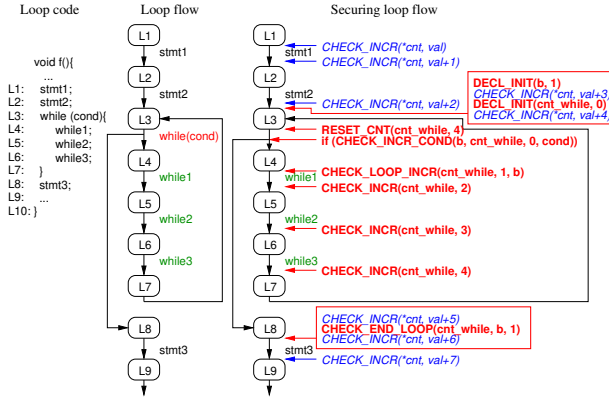 Loop code
Loop flow
Securing loop flow
void f(){
...
L1: stmt1;
L2: stmt2;
L3: while (cond){
L4: while1;
L5: while2;
L6: while3;
L7: }
L8: stmt3;
L9: ...
L10: }
L1
stmt1
L2
stmt2
L3
while(cond)
L4
while1
L5
while2
L6
while3
L7
L8
stmt3
L9
L1
CHECK_INCR(*cnt, val)
stmt1
CHECK_INCR(*cnt, val+1)
L2
stmt2
CHECK_INCR(*cnt, val+2)
DECL_INIT(b, 1)
CHECK_INCR(*cnt, val+3)
DECL_INIT(cnt_while, 0)
CHECK_INCR(*cnt, val+4)
L3
RESET_CNT(cnt_while, 4)
if (CHECK_INCR_COND(b, cnt_while, 0, cond))
L4
CHECK_LOOP_INCR(cnt_while, 1, b)
while1
CHECK_INCR(cnt_while, 2)
L5
while2
CHECK_INCR(cnt_while, 3)
L6
while3
CHECK_INCR(cnt_while, 4)
L7
CHECK_INCR(*cnt, val+5)
L8
CHECK_END_LOOP(cnt_while, b, 1)
CHECK_INCR(*cnt, val+6)
stmt3
CHECK_INCR(*cnt, val+7)
L9